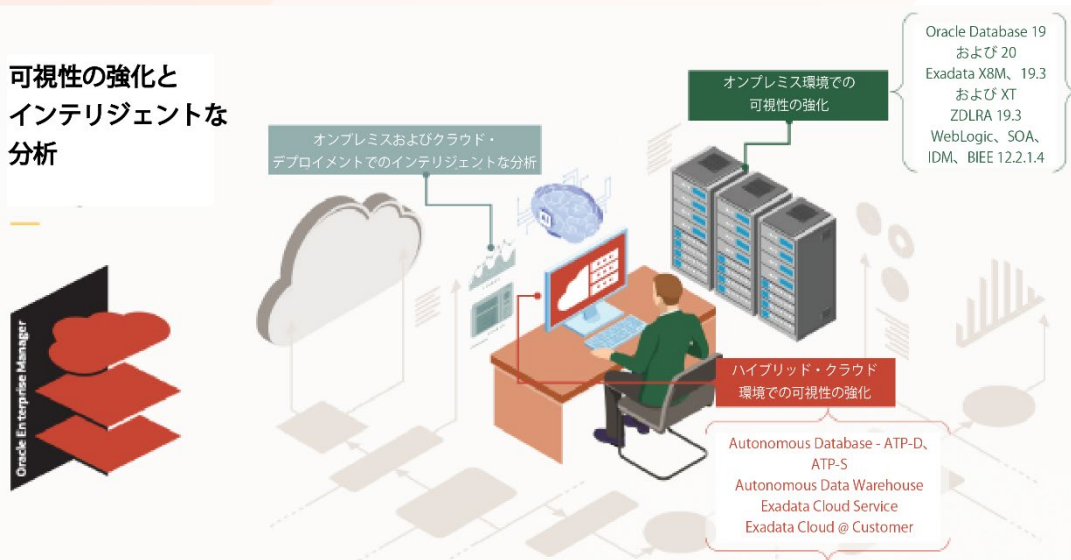 可視性の強化と
インテリジェントな
分析
オンプレミスおよびクラウド・
デプロイメントでのインテリジェントな分析
オンプレミス環境での
可視性の強化
Oracle Database 19
および 20
Exadata X8M、19.3
および XT
ZDLRA 19.3
WebLogic、SOA、
IDM、BIEE 12.2.1.4
Oracle Enterprise Manager
ハイブリッド・クラウド
環境での可視性の強化
Autonomous Database - ATP-D、
ATP-S
Autonomous Data Warehouse
Exadata Cloud Service
Exadata Cloud @ Customer